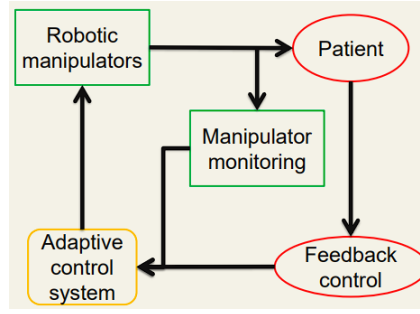 Robotic
manipulators
Patient
Manipulator
monitoring
Adaptive
control
system
Feedback
control